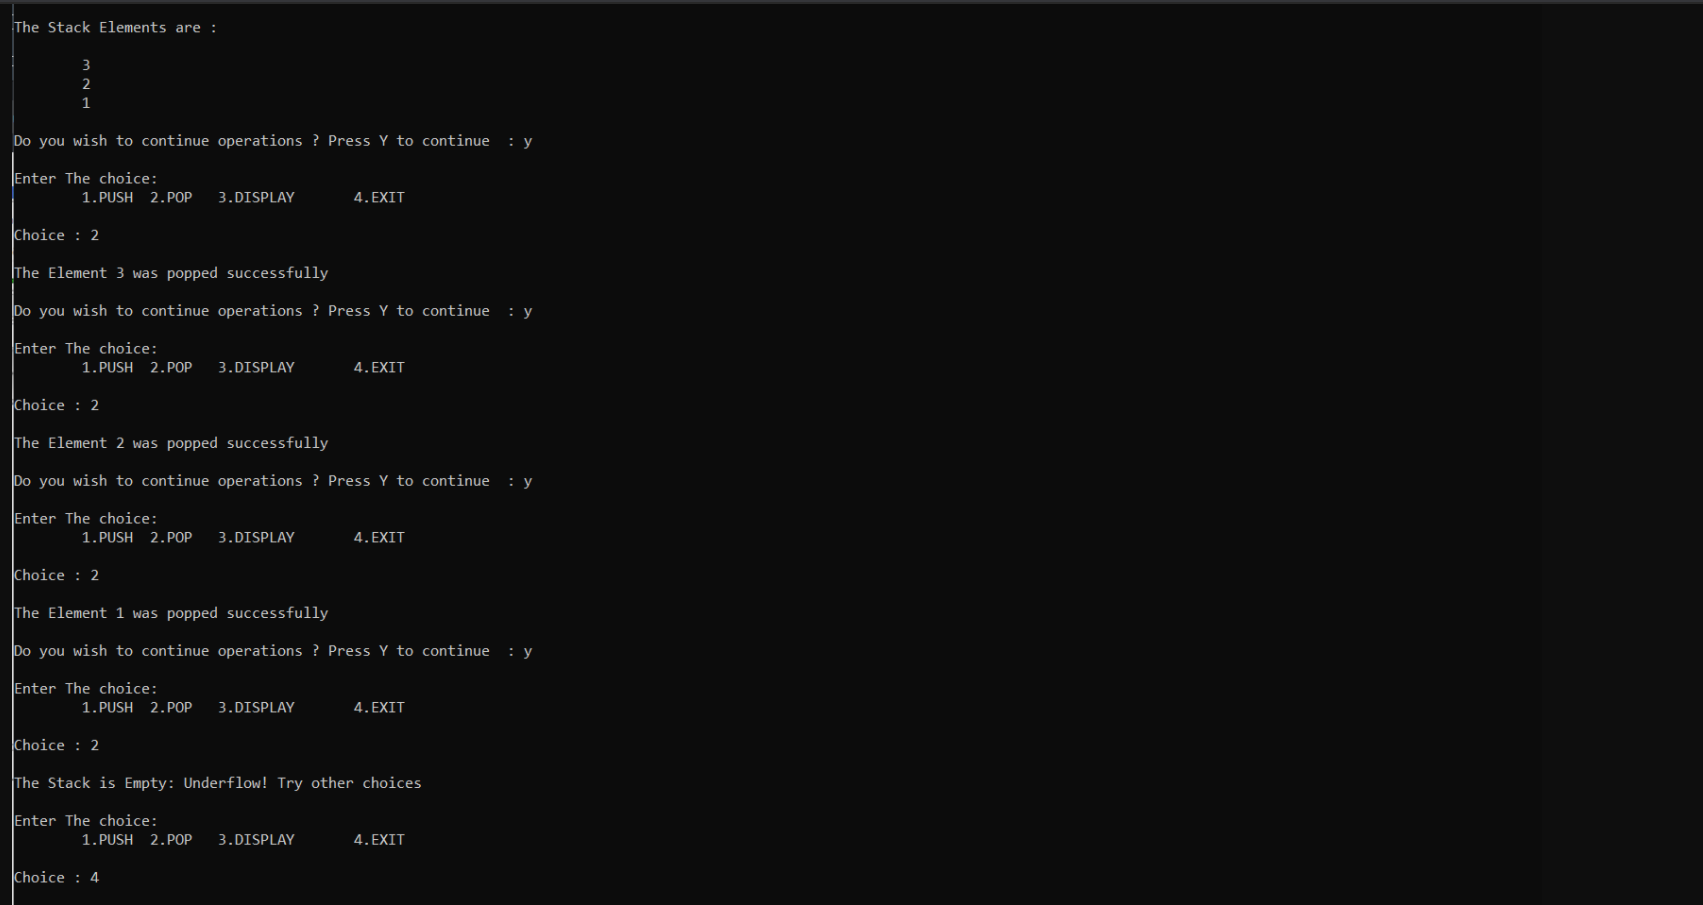 The Stack Elements are :
3
2
1
Do you wish to continue operations ? Press Y to continue  : y
Enter The choice:
1.PUSH  2.POP   3.DISPLAY       4.EXIT
Choice : 2
The Element 3 was popped successfully
Do you wish to continue operations ? Press Y to continue  : y
Enter The choice:
1.PUSH  2.POP   3.DISPLAY       4.EXIT
Choice : 2
The Element 2 was popped successfully
Do you wish to continue operations ? Press Y to continue  : y
Enter The choice:
1.PUSH  2.POP   3.DISPLAY       4.EXIT
Choice : 2
The Element 1 was popped successfully
Do you wish to continue operations ? Press Y to continue  : y
Enter The choice:
1.PUSH  2.POP   3.DISPLAY       4.EXIT
Choice : 2
The Stack is Empty: Underflow! Try other choices
Enter The choice:
1.PUSH  2.POP   3.DISPLAY       4.EXIT
Choice : 4